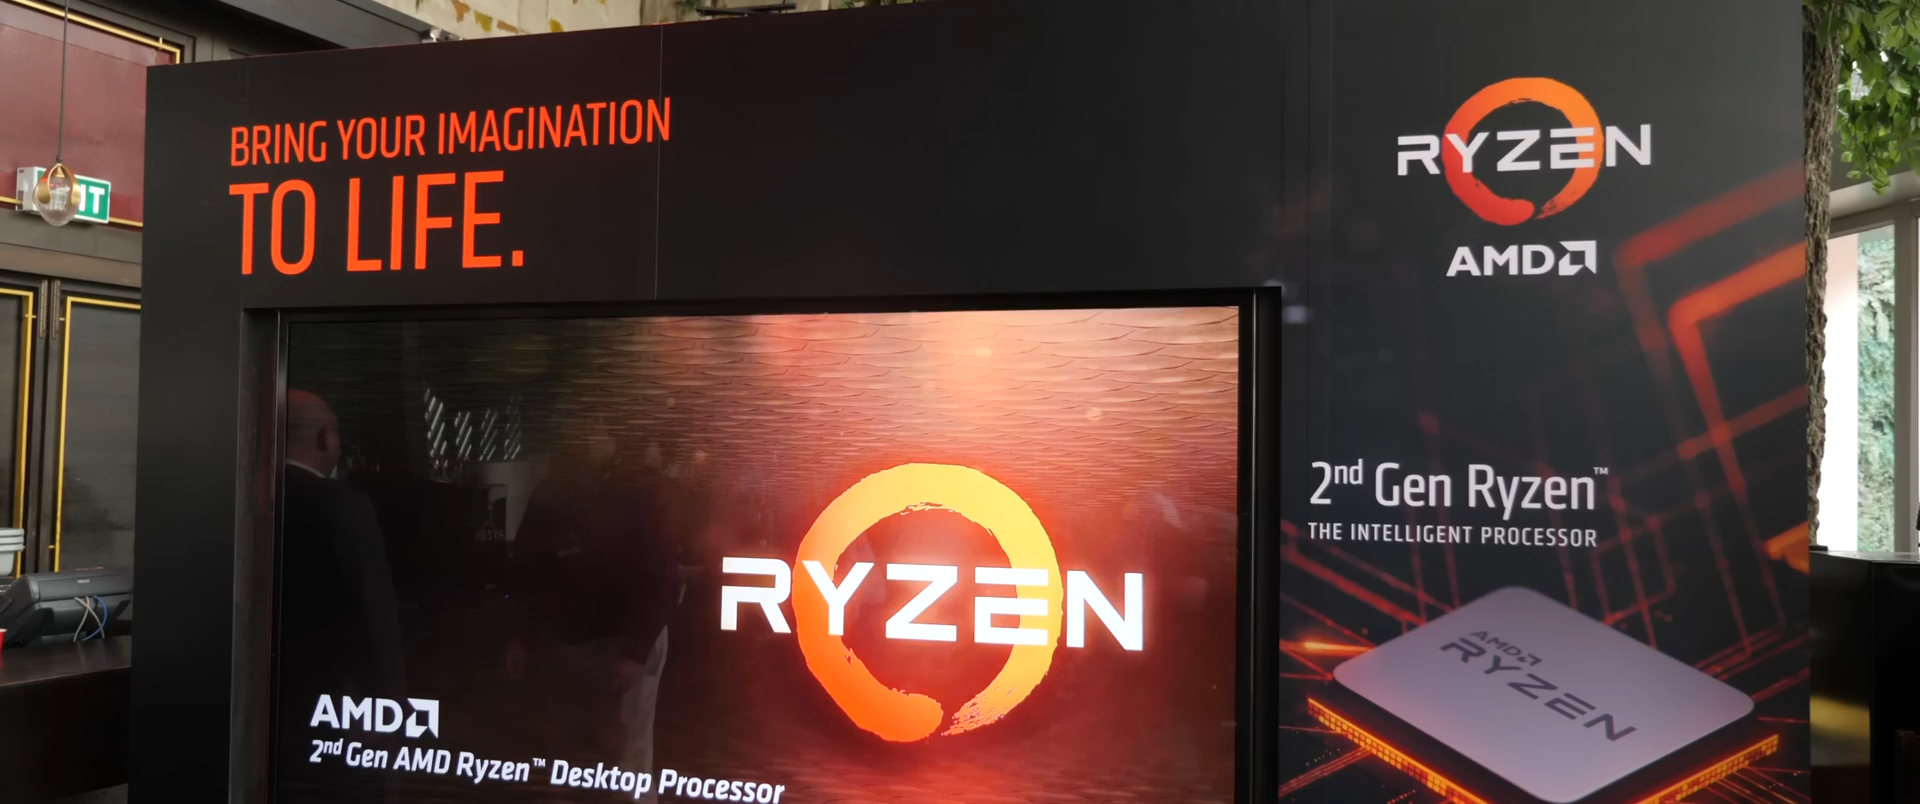 BRING YOUR IMAGINATION
TO LIFE.
RYZEN
AMD
2nd Gen Ryzen™
THE INTELLIGENT PROCESSOR
AMD
RYZEN
RYZEN
AMD
2nd Gen AMD Ryzen™ Desktop Processor